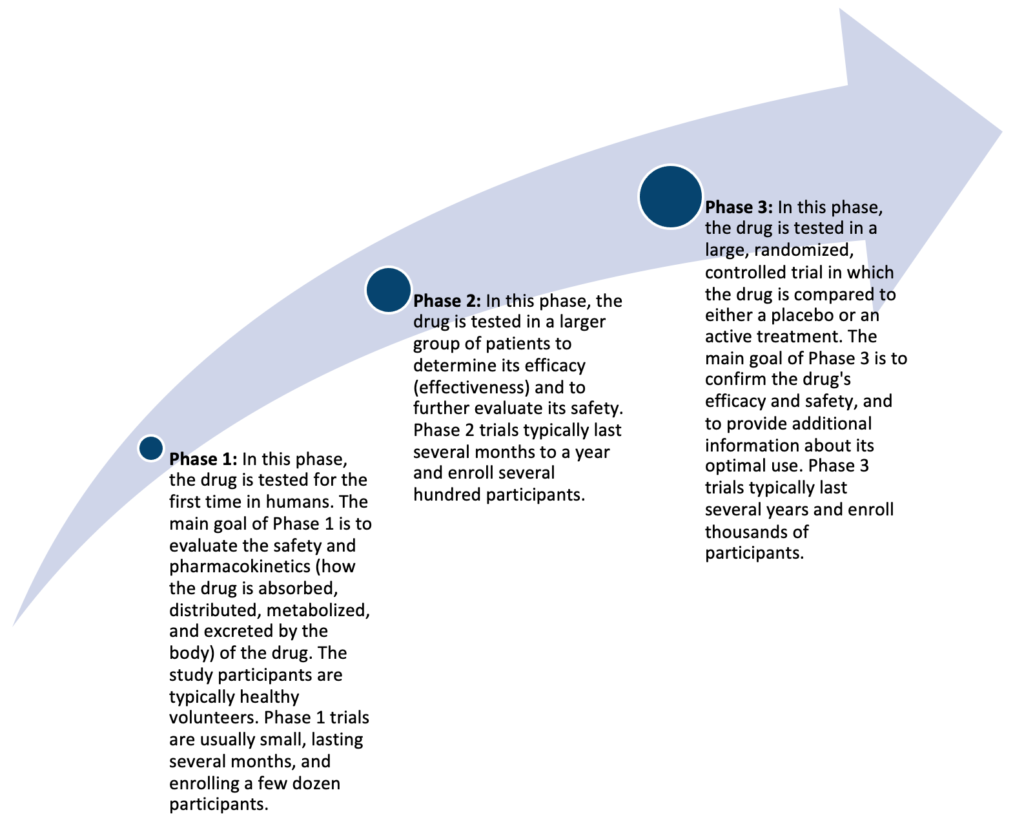 Phase 1: In this phase,
the drug is tested for the
first time in humans. The
main goal of Phase 1 is to
evaluate the safety and
pharmacokinetics (how
the drug is absorbed,
distributed, metabolized,
and excreted by the
body) of the drug. The
study participants are
typically healthy
volunteers. Phase 1 trials
are usually small, lasting
several months, and
enrolling a few dozen
participants.
Phase 2: In this phase, the
drug is tested in a larger
group of patients to
determine its efficacy
(effectiveness) and to
further evaluate its safety.
Phase 2 trials typically last
several months to a year
and enroll several
hundred participants.
Phase 3: In this phase,
the drug is tested in a
large, randomized,
controlled trial in which
the drug is compared to
either a placebo or an
active treatment. The
main goal of Phase 3 is to
confirm the drug's
efficacy and safety, and
to provide additional
information about its
optimal use. Phase 3
trials typically last
several years and enroll
thousands of
participants.